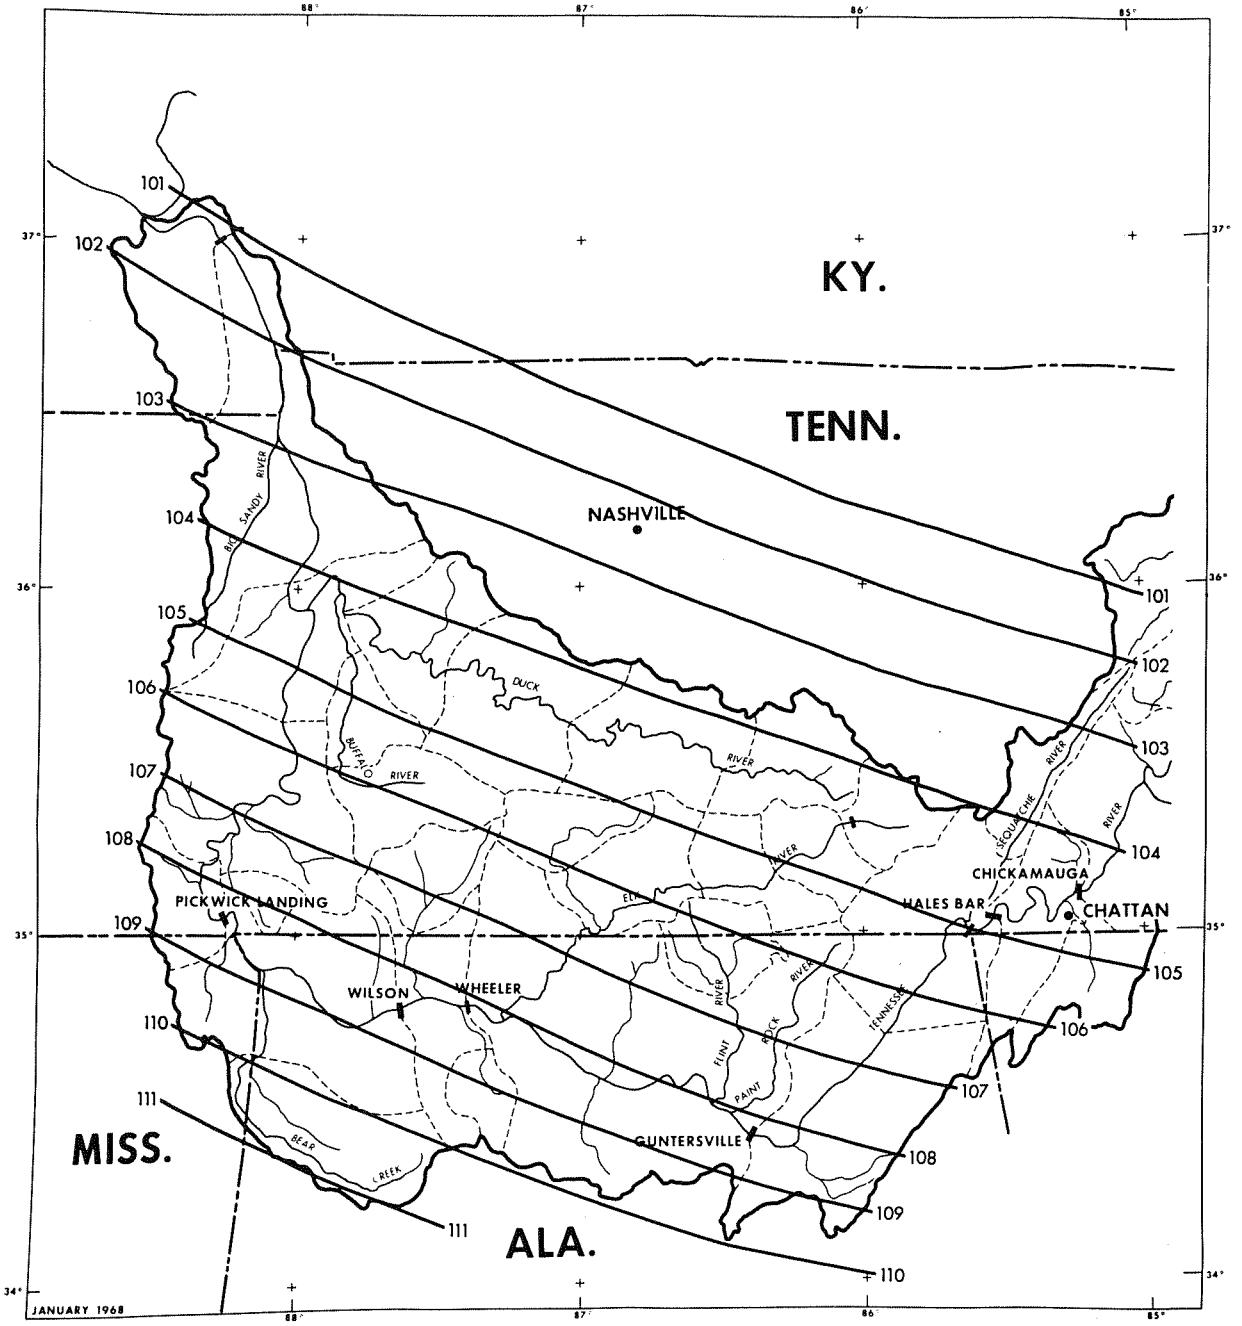 88° 87° 86° 85°
101
37° 102 37°
KY.
103
TENN.
BIG SANDY RIVER
104
NASHVILLE
36° 36°
101
105
102
106
DUCK RIVER
103
BUFFALO RIVER
107
SEQUATCHIE RIVER
RIVER
108
104
ELK RIVER
CHICKAMAUGA
PICKWICK LANDING
HALES BAR
CHATTAN
109
35° 35°
105
WILSON
WHEELER
FLINT RIVER
PAINT ROCK RIVER
TENNESSEE
110
106
107
111
MISS.
BEAR CREEK
GUNTERSVILLE
108
109
111
ALA.
110
34° 34°
JANUARY 1968
88° 87° 86° 85°